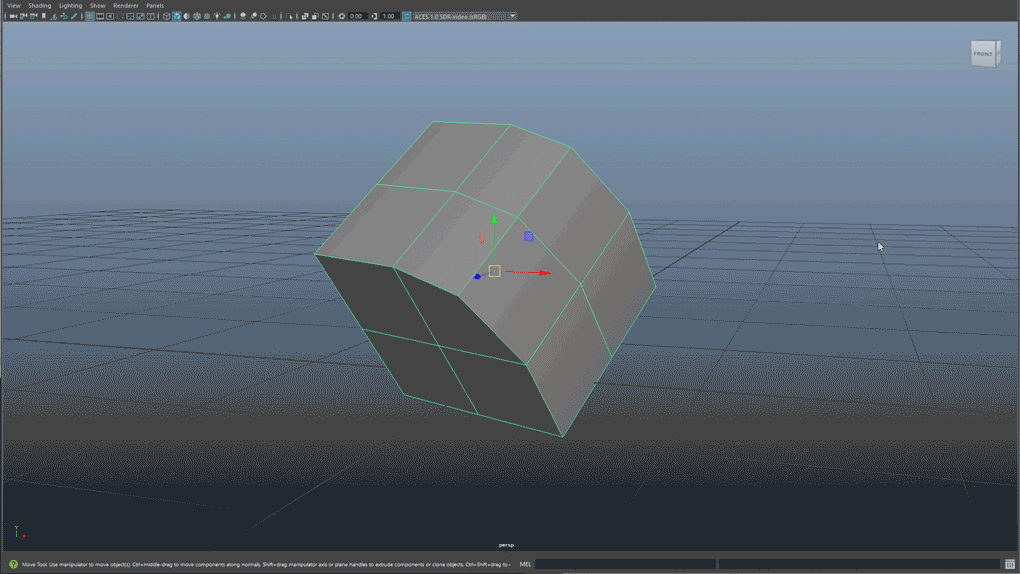 View Shading Lighting Show Renderer Panels
0.00 1.00 ACES 1.0 SDR-video (sRGB)
FRONT
Y
persp
Move Tool: Use manipulator to move object(s). Ctrl+middle-drag to move components along normals. Shift+drag manipulator axis or plane handles to extrude components or clone objects. Ctrl+Shift+drag to MEL